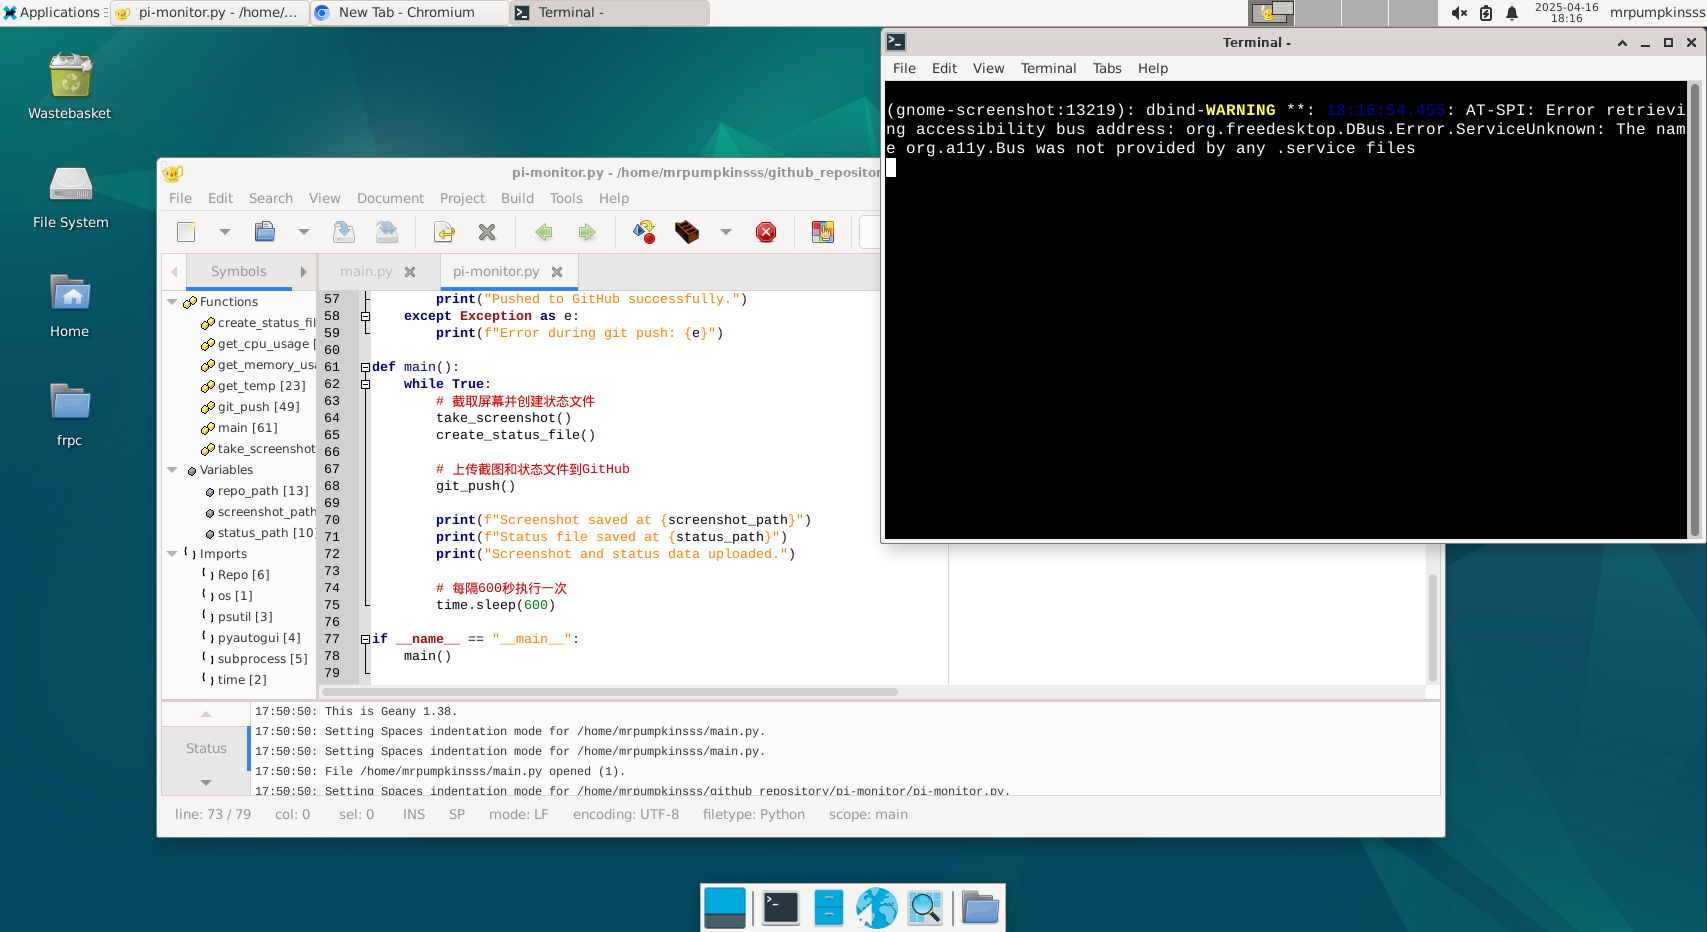 Applications
pi-monitor.py - /home/...
New Tab - Chromium
Terminal -
2025-04-16
18:16
mrpumpkinsss
Wastebasket
File System
Home
frpc
Terminal -
File Edit View Terminal Tabs Help
(gnome-screenshot:13219): dbind-WARNING **: 18:16:54.455: AT-SPI: Error retrievi
ng accessibility bus address: org.freedesktop.DBus.Error.ServiceUnknown: The nam
e org.a11y.Bus was not provided by any .service files
pi-monitor.py - /home/mrpumpkinsss/github_repositor
File Edit Search View Document Project Build Tools Help
Symbols
main.py
pi-monitor.py
Functions
create_status_fil
get_cpu_usage [
get_memory_usa
get_temp [23]
git_push [49]
main [61]
take_screenshot
Variables
repo_path [13]
screenshot_path
status_path [10]
Imports
Repo [6]
os [1]
psutil [3]
pyautogui [4]
subprocess [5]
time [2]
57 print("Pushed to GitHub successfully.")
58 except Exception as e:
59 print(f"Error during git push: {e}")
60
61 def main():
62 while True:
63 # 截取屏幕并创建状态文件
64 take_screenshot()
65 create_status_file()
66
67 # 上传截图和状态文件到GitHub
68 git_push()
69
70 print(f"Screenshot saved at {screenshot_path}")
71 print(f"Status file saved at {status_path}")
72 print("Screenshot and status data uploaded.")
73
74 # 每隔600秒执行一次
75 time.sleep(600)
76
77 if __name__ == "__main__":
78 main()
79
Status
17:50:50: This is Geany 1.38.
17:50:50: Setting Spaces indentation mode for /home/mrpumpkinsss/main.py.
17:50:50: Setting Spaces indentation mode for /home/mrpumpkinsss/main.py.
17:50:50: File /home/mrpumpkinsss/main.py opened (1).
17:50:50: Setting Spaces indentation mode for /home/mrpumpkinsss/github_repository/pi-monitor/pi-monitor.py.
line: 73 / 79 col: 0 sel: 0 INS SP mode: LF encoding: UTF-8 filetype: Python scope: main